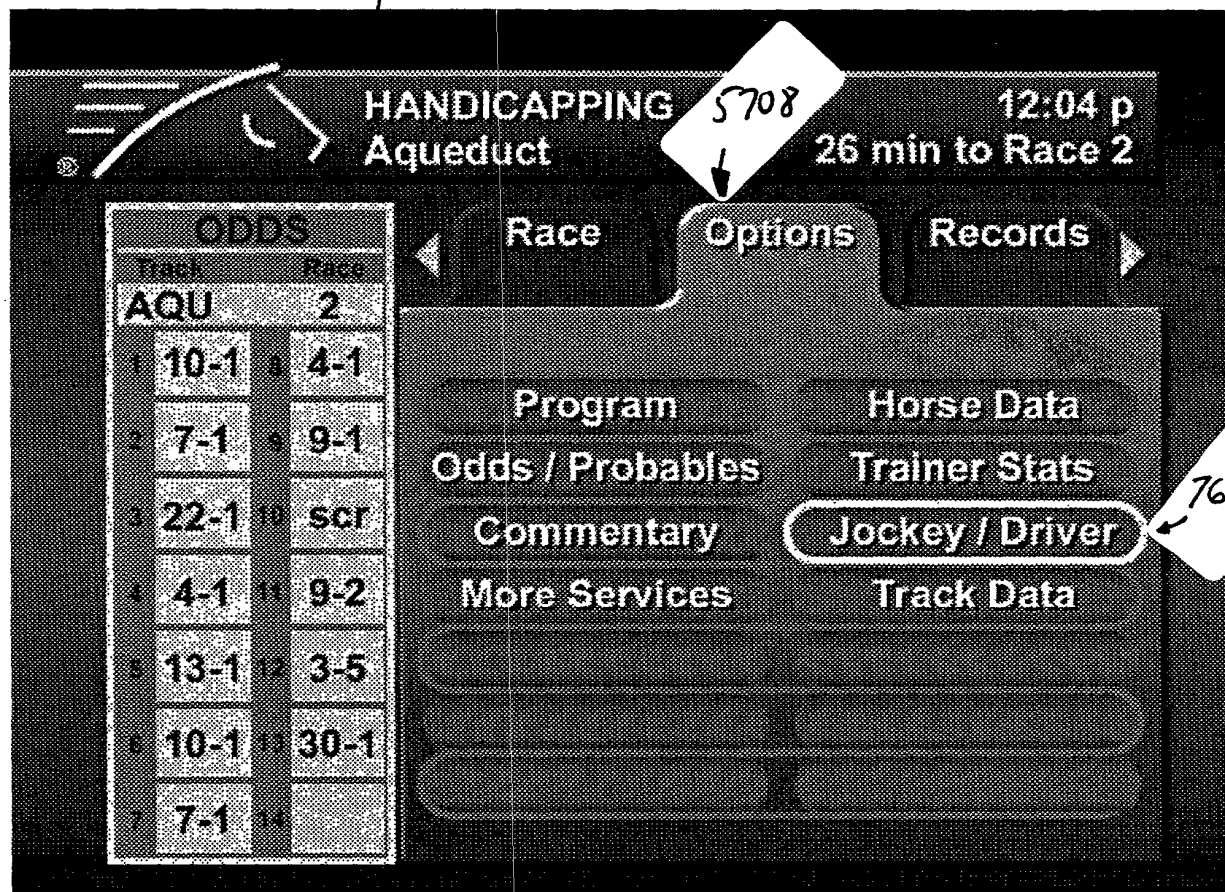 HANDICAPPING
5708
12:04 p
Aqueduct
26 min to Race 2
ODDS
Track Race
AQU 2
1 10-1 8 4-1
2 7-1 9 9-1
3 22-1 10 scr
4 4-1 11 9-2
5 13-1 12 3-5
6 10-1 13 30-1
7 7-1 14
Race Options Records
Program Horse Data
Odds / Probables Trainer Stats
Commentary Jockey / Driver
More Services Track Data
76